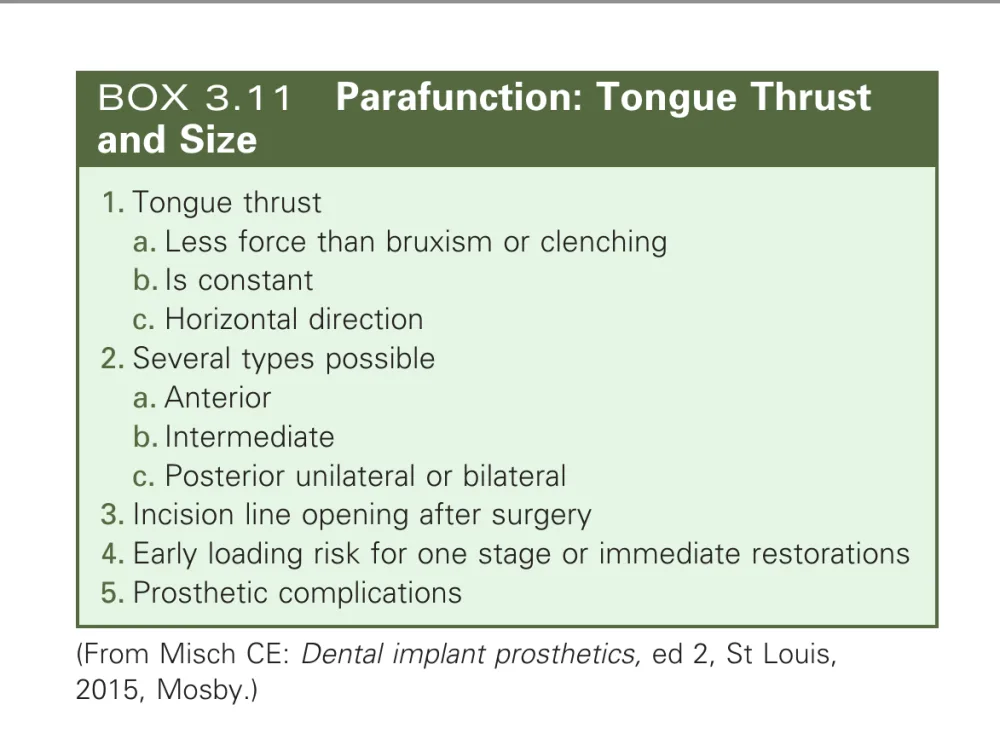 BOX 3.11 Parafunction: Tongue Thrust
and Size
1. Tongue thrust
a. Less force than bruxism or clenching
b. Is constant
c. Horizontal direction
2. Several types possible
a. Anterior
b. Intermediate
c. Posterior unilateral or bilateral
3. Incision line opening after surgery
4. Early loading risk for one stage or immediate restorations
5. Prosthetic complications
(From Misch CE: Dental implant prosthetics, ed 2, St Louis,
2015, Mosby.)